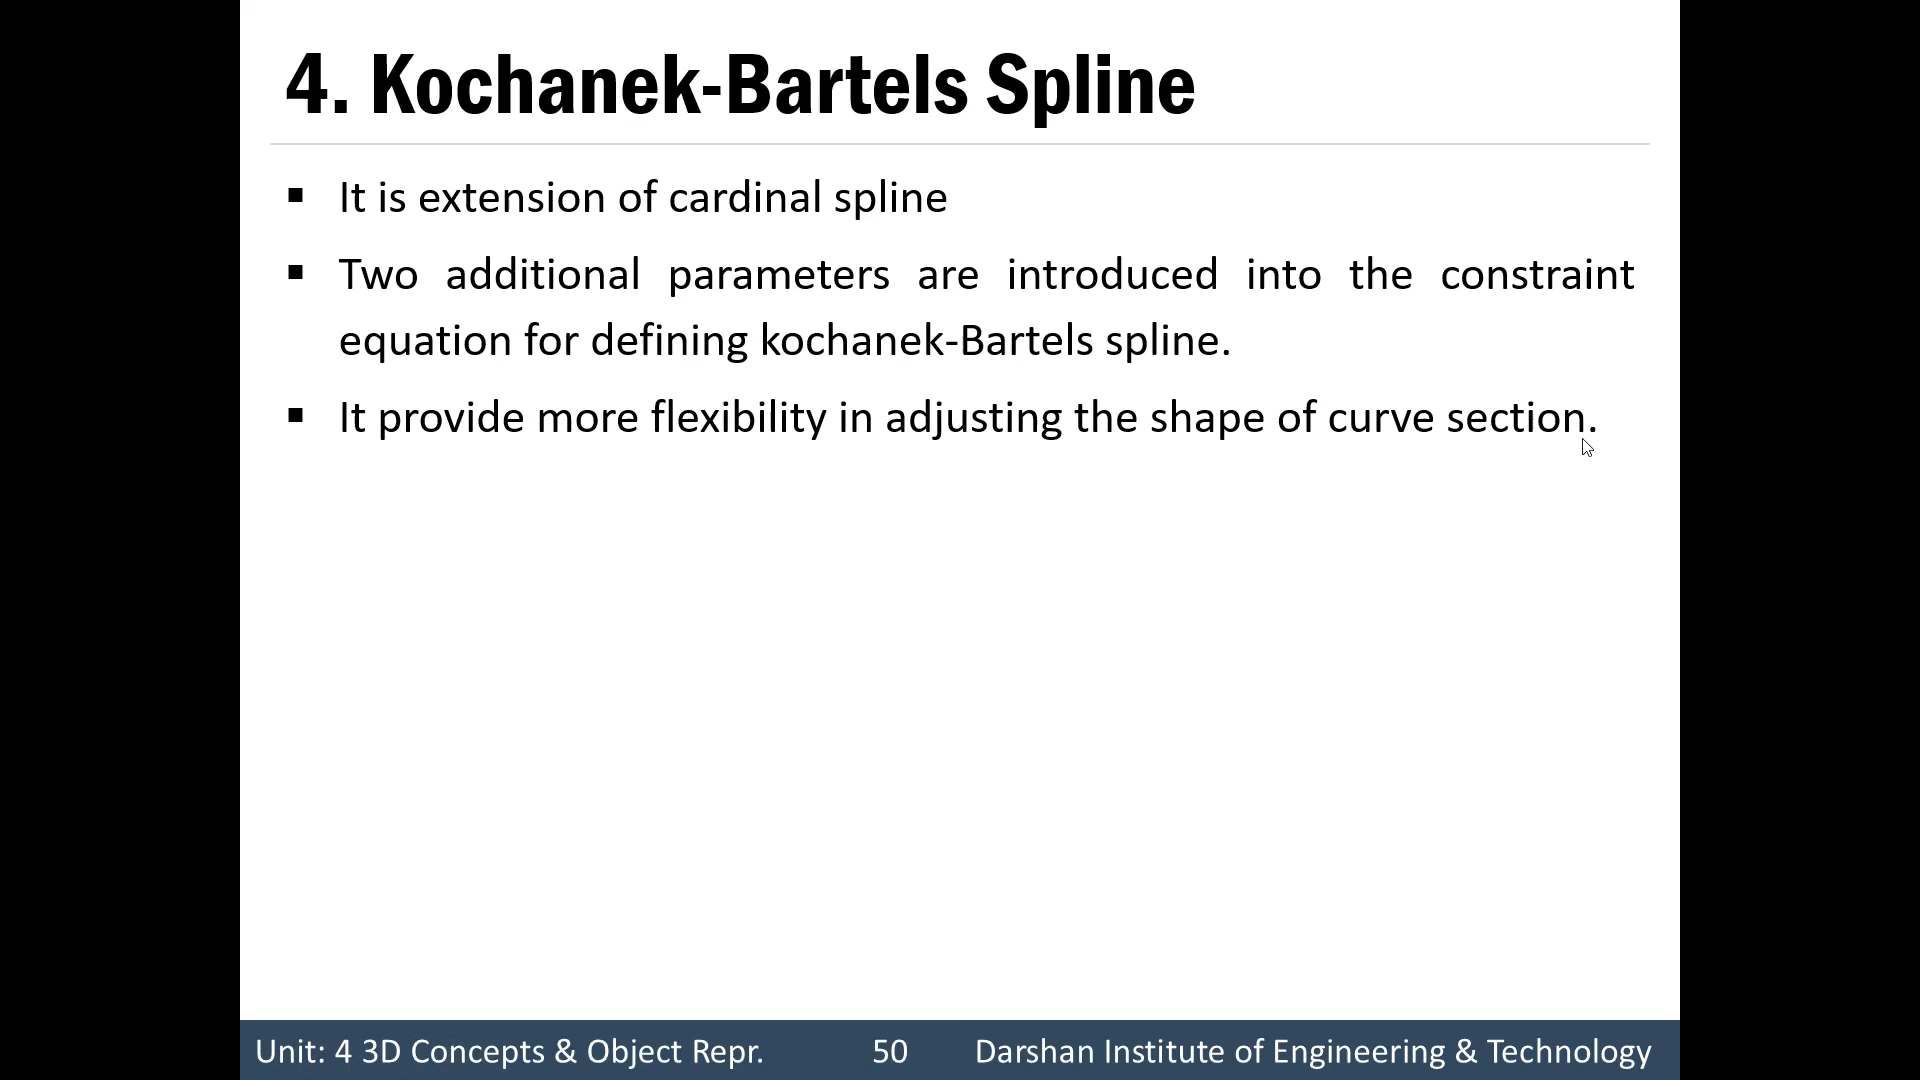 4. Kochanek-Bartels Spline
▪ It is extension of cardinal spline
▪ Two additional parameters are introduced into the constraint
equation for defining kochanek-Bartels spline.
▪ It provide more flexibility in adjusting the shape of curve section.
Unit: 4 3D Concepts & Object Repr. 50 Darshan Institute of Engineering & Technology